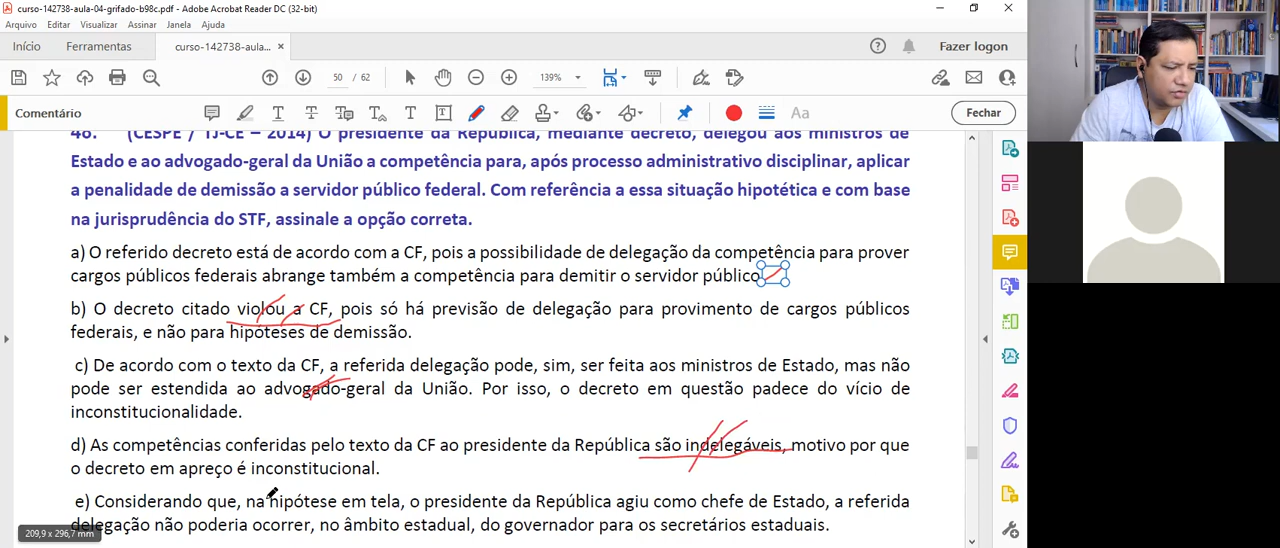 curso-142738-aula-04-grifado-b98c.pdf - Adobe Acrobat Reader DC (32-bit)
Arquivo Editar Visualizar Assinar Janela Ajuda
Início Ferramentas curso-142738-aula... × Fazer logon
50 / 62 139%
Comentário Aa Fechar
46. (CESPE / TJ-CE – 2014) O presidente da República, mediante decreto, delegou aos ministros de
Estado e ao advogado-geral da União a competência para, após processo administrativo disciplinar, aplicar
a penalidade de demissão a servidor público federal. Com referência a essa situação hipotética e com base
na jurisprudência do STF, assinale a opção correta.
a) O referido decreto está de acordo com a CF, pois a possibilidade de delegação da competência para prover
cargos públicos federais abrange também a competência para demitir o servidor público
b) O decreto citado violou a CF, pois só há previsão de delegação para provimento de cargos públicos
federais, e não para hipóteses de demissão.
c) De acordo com o texto da CF, a referida delegação pode, sim, ser feita aos ministros de Estado, mas não
pode ser estendida ao advogado-geral da União. Por isso, o decreto em questão padece do vício de
inconstitucionalidade.
d) As competências conferidas pelo texto da CF ao presidente da República são indelegáveis, motivo por que
o decreto em apreço é inconstitucional.
e) Considerando que, na hipótese em tela, o presidente da República agiu como chefe de Estado, a referida
delegação não poderia ocorrer, no âmbito estadual, do governador para os secretários estaduais.
209,9 x 296,7 mm